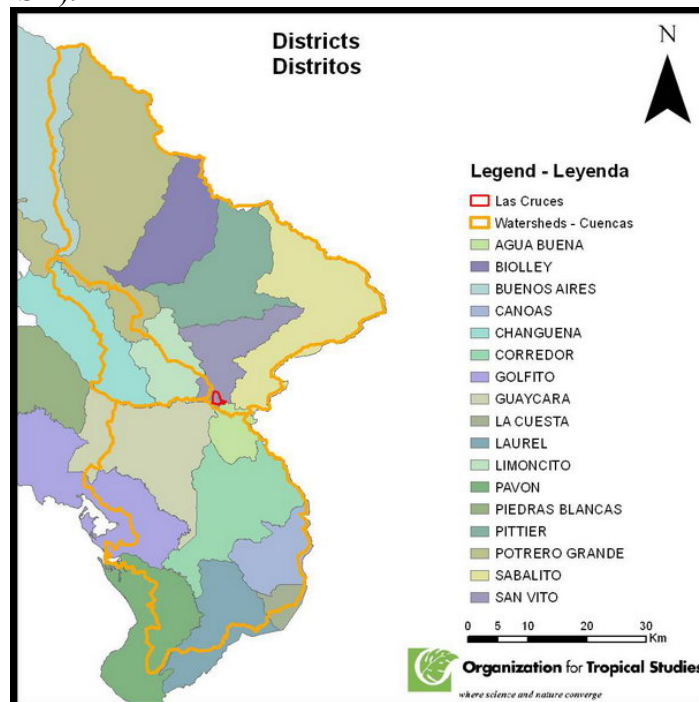 Districts
Distritos
N
Legend - Leyenda
Las Cruces
Watersheds - Cuencas
AGUA BUENA
BIOLLEY
BUENOS AIRES
CANOAS
CHANGUENA
CORREDOR
GOLFITO
GUAYCARA
LA CUESTA
LAUREL
LIMONCITO
PAVON
PIEDRAS BLANCAS
PITTIER
POTRERO GRANDE
SABALITO
SAN VITO
0 5 10 20 30
Km
Organization for Tropical Studies
where science and nature converge